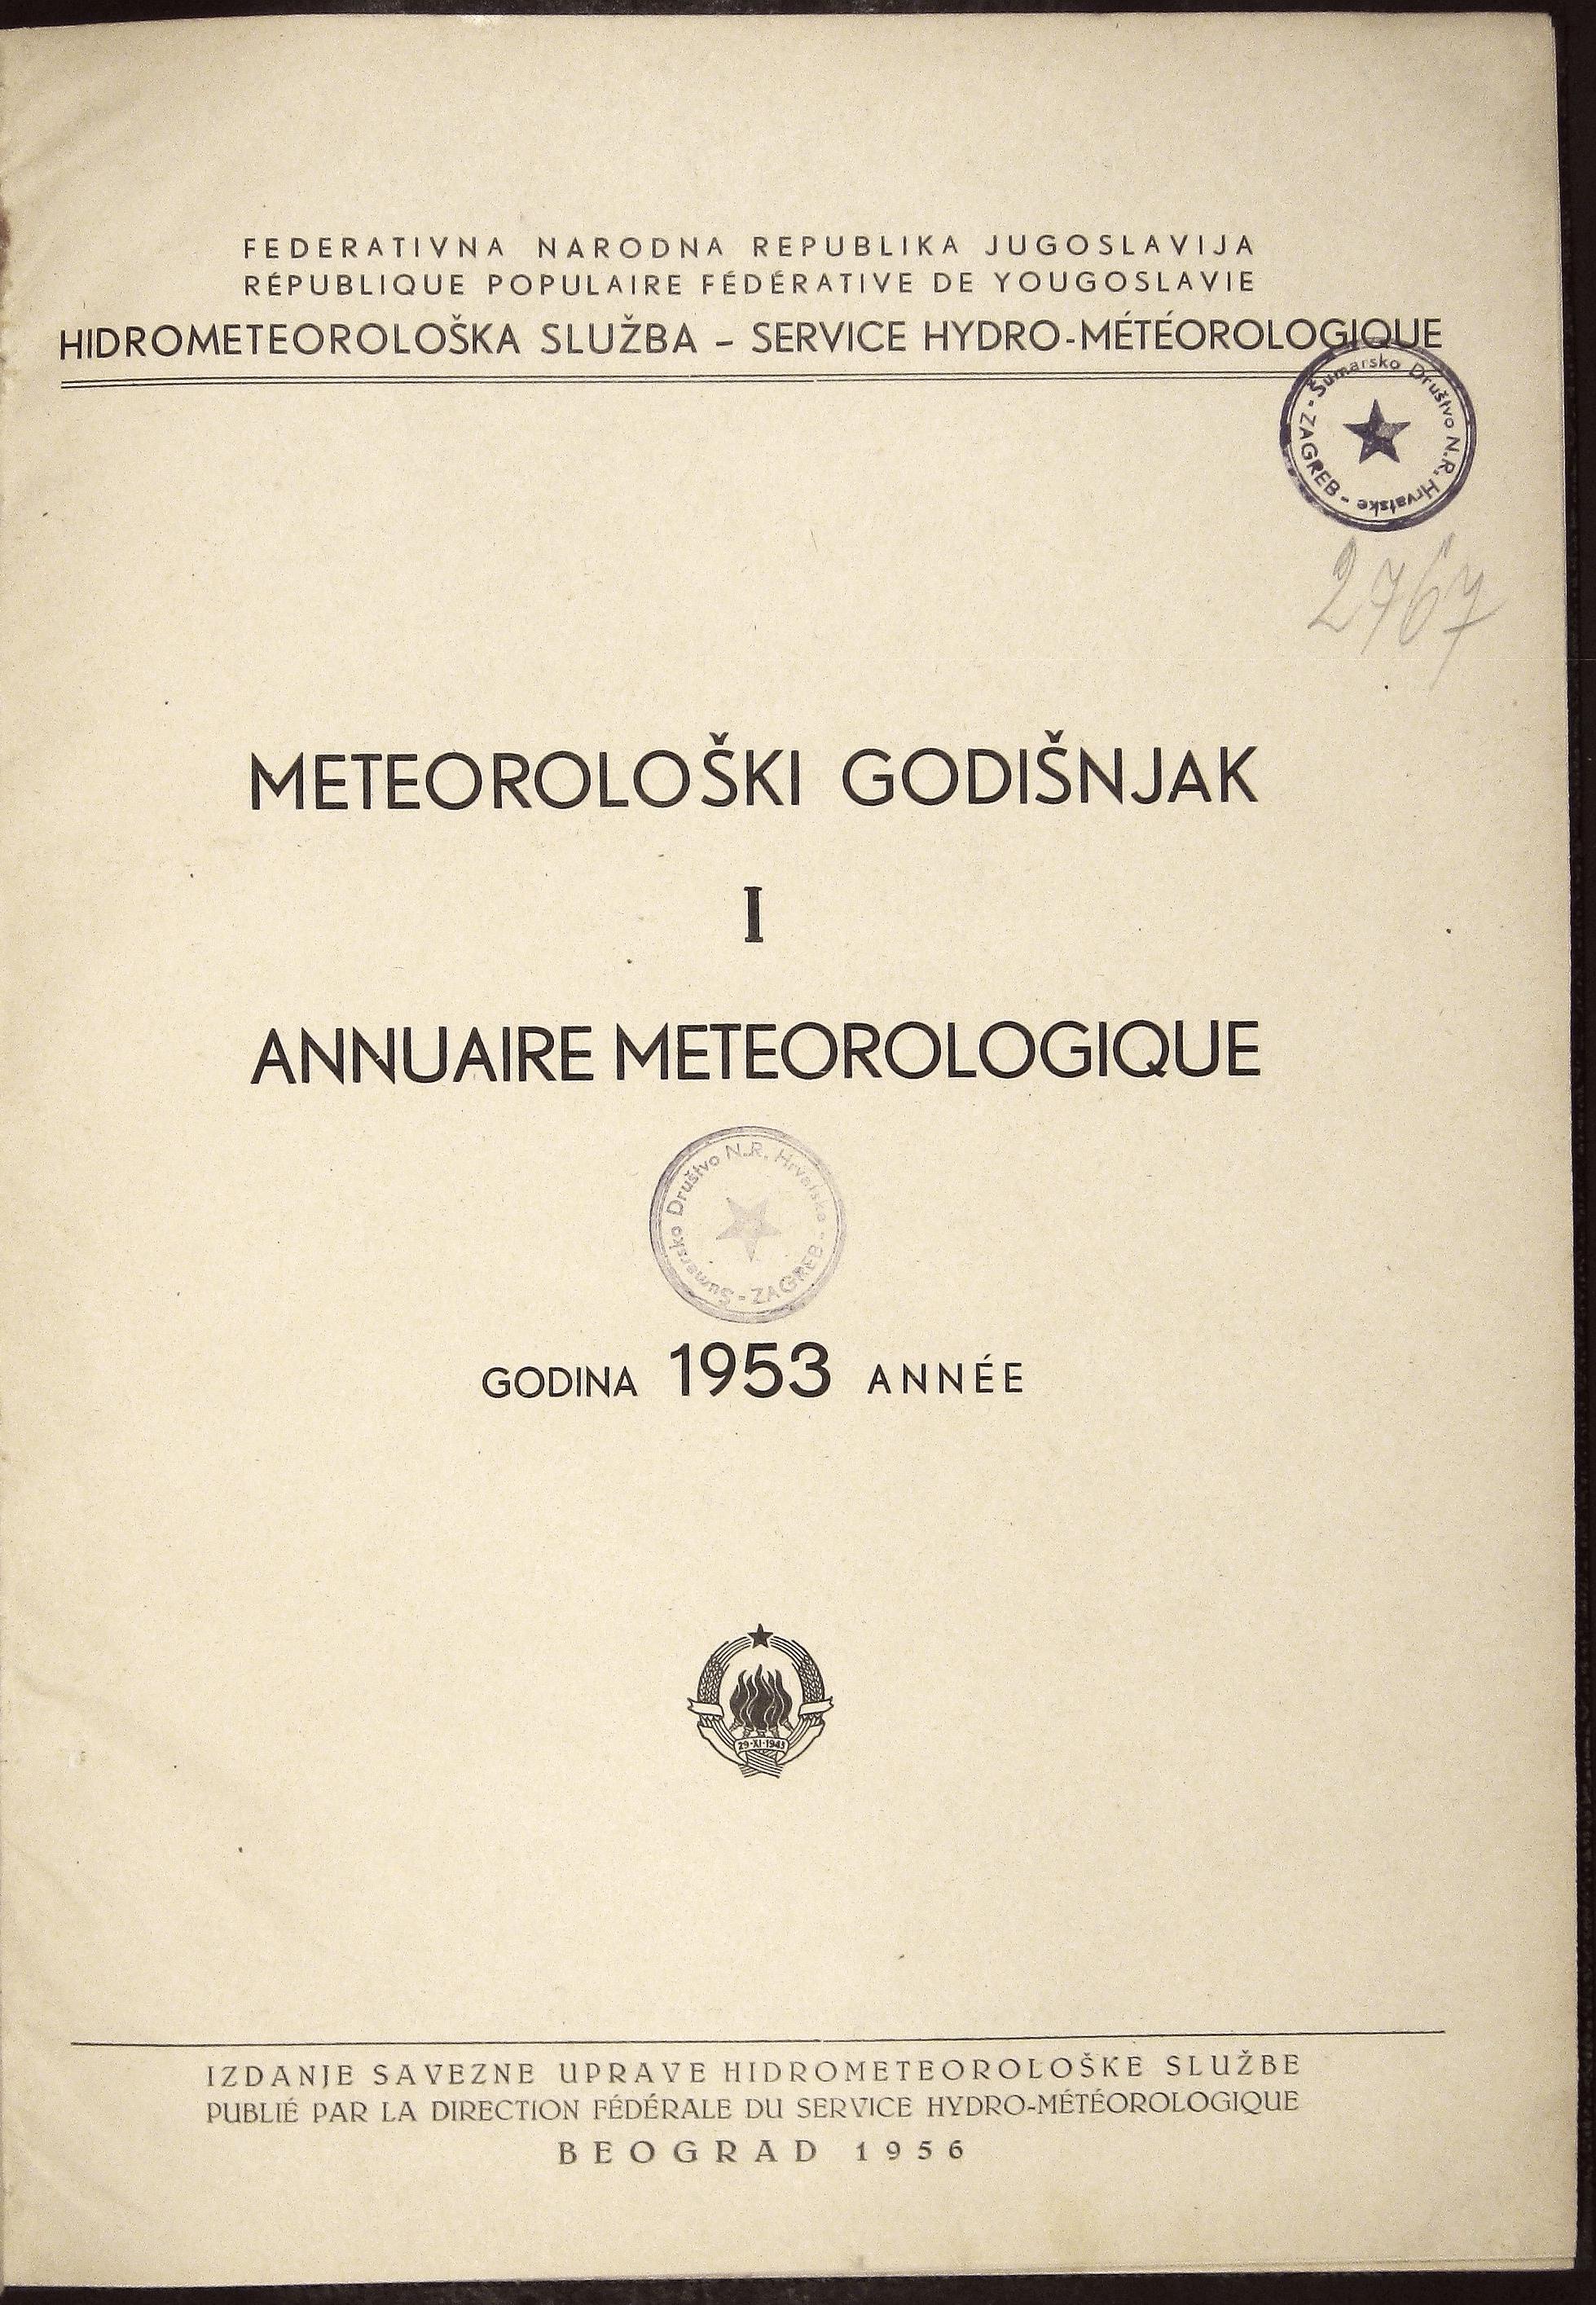 FEDERATIVNA NARODNA REPUBLIKA JUGOSLAVIJA
RÉPUBLIQUE POPULAIRE FÉDÉRATIVE DE YOUGOSLAVIE
HIDROMETEOROLOŠKA SLUŽBA – SERVICE HYDRO-MÉTÉOROLOGIQUE
Šumarsko Društvo N.R. Hrvatske - ZAGREB -
2767
METEOROLOŠKI GODIŠNJAK
I
ANNUAIRE METEOROLOGIQUE
Šumarsko Društvo N.R. Hrvatske - ZAGREB -
GODINA 1953 ANNÉE
29·XI·1943
IZDANJE SAVEZNE UPRAVE HIDROMETEOROLOŠKE SLUŽBE
PUBLIÉ PAR LA DIRECTION FÉDÉRALE DU SERVICE HYDRO-MÉTÉOROLOGIQUE
BEOGRAD 1956